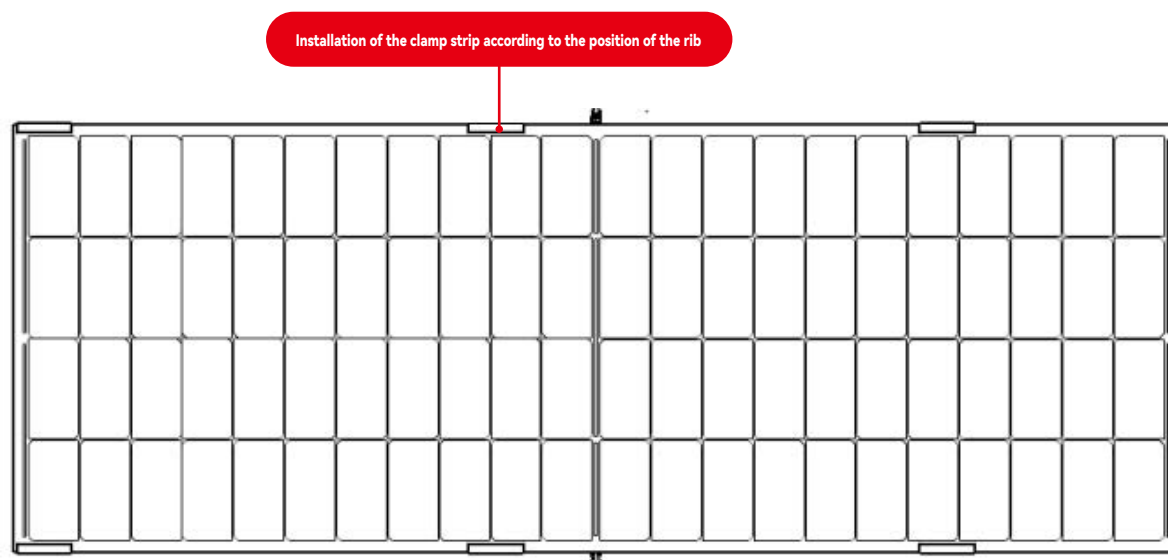 Installation of the clamp strip according to the position of the rib